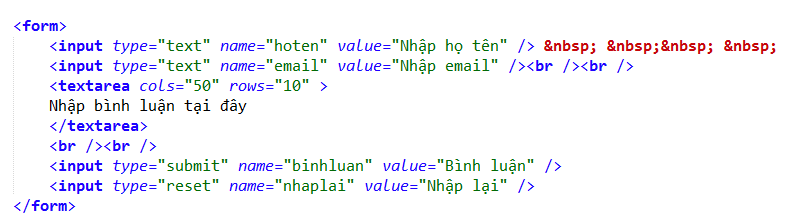 <form>
<input type="text" name="hoten" value="Nhập họ tên" /> &nbsp; &nbsp;&nbsp; &nbsp;
<input type="text" name="email" value="Nhập email" /><br /><br />
<textarea cols="50" rows="10" >
Nhập bình luận tại đây
</textarea>
<br /><br />
<input type="submit" name="binhluan" value="Bình luận" />
<input type="reset" name="nhaplai" value="Nhập lại" />
</form>